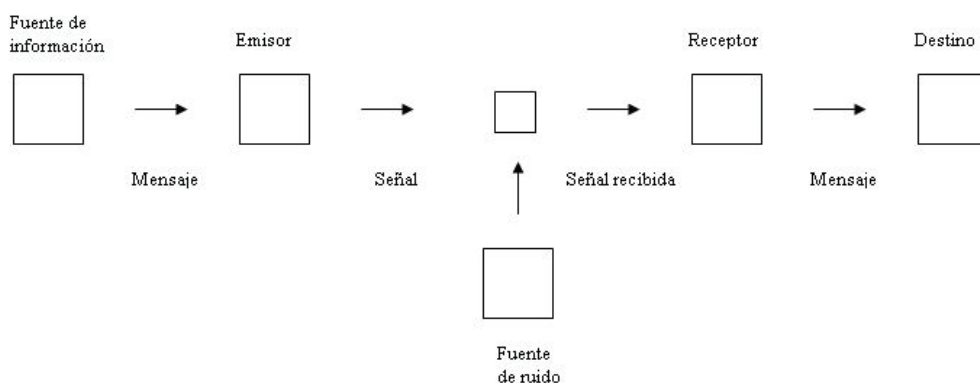 Fuente de
información
Emisor
Receptor
Destino
Mensaje
Señal
Señal recibida
Mensaje
Fuente
de ruido